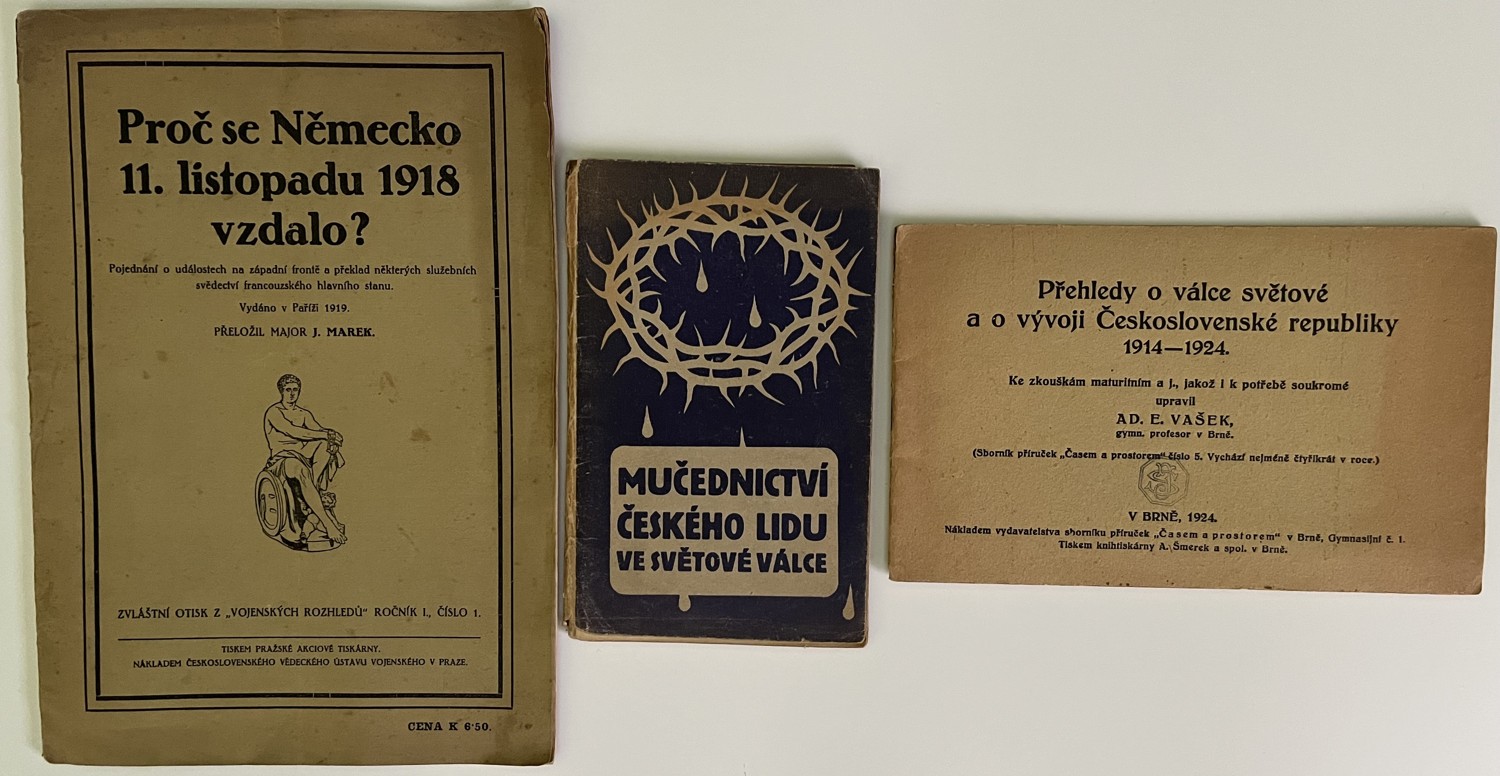 Proč se Německo
11. listopadu 1918
vzdalo?
Pojednání o událostech na západní frontě a překlad některých služebních
svědectví francouzského hlavního stanu.
Vydáno v Paříži 1919.
PŘELOŽIL MAJOR J. MAREK.
ZVLÁŠTNÍ OTISK Z „VOJENSKÝCH ROZHLEDŮ" ROČNÍK I., ČÍSLO 1.
TISKEM PRAŽSKÉ AKCIOVÉ TISKÁRNY.
NÁKLADEM ČESKOSLOVENSKÉHO VĚDECKÉHO ÚSTAVU VOJENSKÉHO V PRAZE.
CENA K 6·50.
MUČEDNICTVÍ
ČESKÉHO LIDU
VE SVĚTOVÉ VÁLCE
Přehledy o válce světové
a o vývoji Československé republiky
1914—1924.
Ke zkouškám maturitním a j., jakož i k potřebě soukromé
upravil
AD. E. VAŠEK,
gymn. profesor v Brně.
(Sborník příruček „Časem a prostorem" číslo 5. Vychází nejméně čtyřikrát v roce.)
V BRNĚ, 1924.
Nákladem vydavatelstva sborníku příruček „Časem a prostorem" v Brně, Gymnasijní č. 1.
Tiskem knihtiskárny A. Šmerek a spol. v Brně.